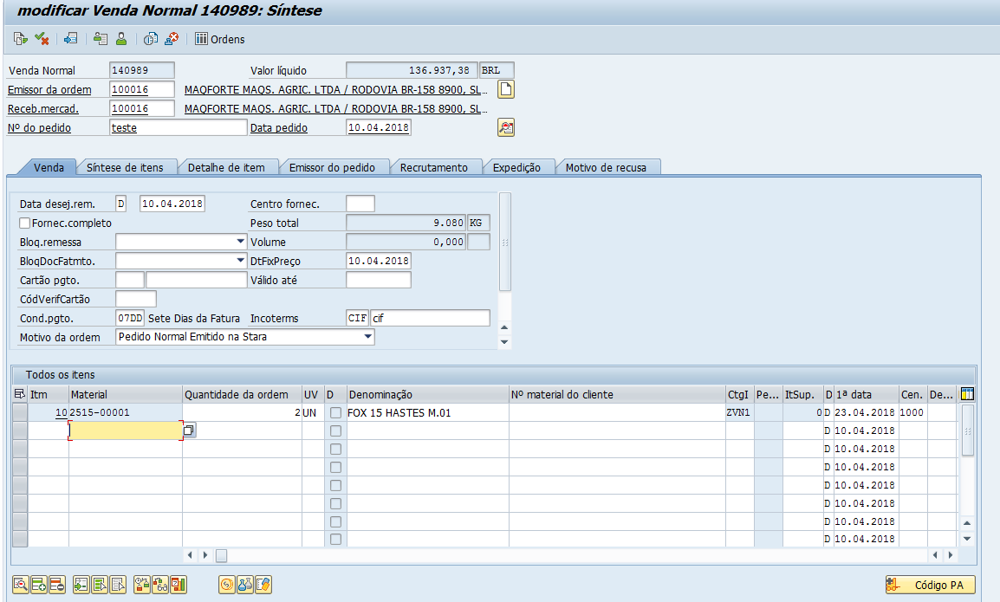 modificar Venda Normal 140989: Síntese
Ordens
Venda Normal 140989 Valor líquido 136.937,38 BRL
Emissor da ordem 100016 MAQFORTE MAQS. AGRIC. LTDA / RODOVIA BR-158 8900, SL...
Receb.mercad. 100016 MAQFORTE MAQS. AGRIC. LTDA / RODOVIA BR-158 8900, SL...
Nº do pedido teste Data pedido 10.04.2018
Venda Síntese de itens Detalhe de item Emissor do pedido Recrutamento Expedição Motivo de recusa
Data desej.rem. D 10.04.2018 Centro fornec.
Fornec.completo Peso total 9.080 KG
Bloq.remessa Volume 0,000
BloqDocFatmto. DtFixPreço 10.04.2018
Cartão pgto. Válido até
CódVerifCartão
Cond.pgto. 07DD Sete Dias da Fatura Incoterms CIF cif
Motivo da ordem Pedido Normal Emitido na Stara
Todos os itens
Itm Material Quantidade da ordem UV D Denominação Nº material do cliente CtgI Pe... ItSup. D 1ª data Cen. De...
10 2515-00001 2 UN FOX 15 HASTES M.01 ZVN1 0 D 23.04.2018 1000
D 10.04.2018
D 10.04.2018
D 10.04.2018
D 10.04.2018
D 10.04.2018
D 10.04.2018
D 10.04.2018
Código PA